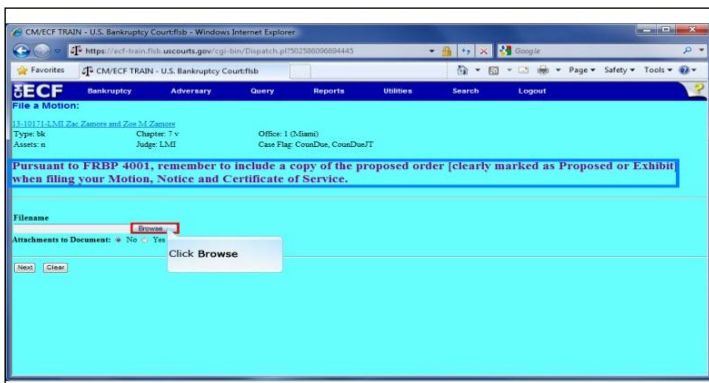 CM/ECF TRAIN - U.S. Bankruptcy Court:flsb - Windows Internet Explorer
https://ecf-train.flsb.uscourts.gov/cgi-bin/Dispatch.pl?502586096894445
Google
Favorites CM/ECF TRAIN - U.S. Bankruptcy Court:flsb Page Safety Tools
ECF Bankruptcy Adversary Query Reports Utilities Search Logout ?
File a Motion:
13-10171-LMI Zac Zamore and Zoe M Zamore
Type: bk Chapter: 7 v Office: 1 (Miami)
Assets: n Judge: LMI Case Flag: CounDue, CounDueJT
Pursuant to FRBP 4001, remember to include a copy of the proposed order [clearly marked as Proposed or Exhibit]
when filing your Motion, Notice and Certificate of Service.
Filename
Browse...
Attachments to Document: No Yes
Click Browse
Next Clear